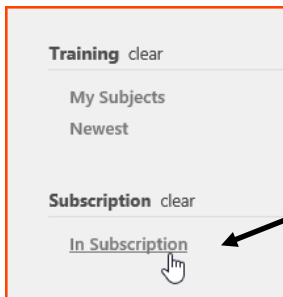 Training clear
My Subjects
Newest
Subscription clear
In Subscription